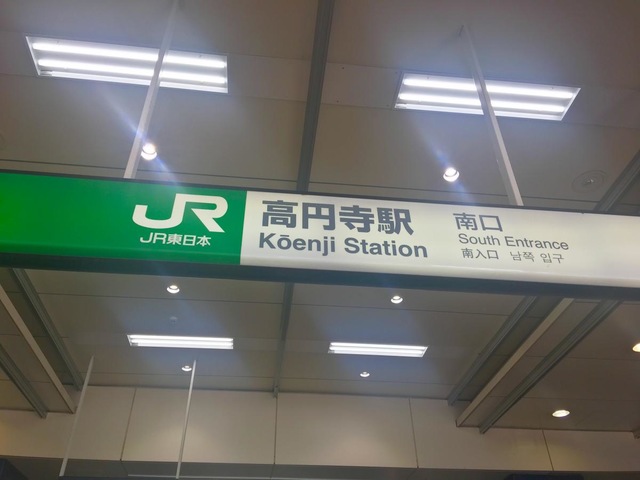 JR
JR東日本
高円寺駅
Kōenji Station
南口
South Entrance
南入口 남쪽 입구